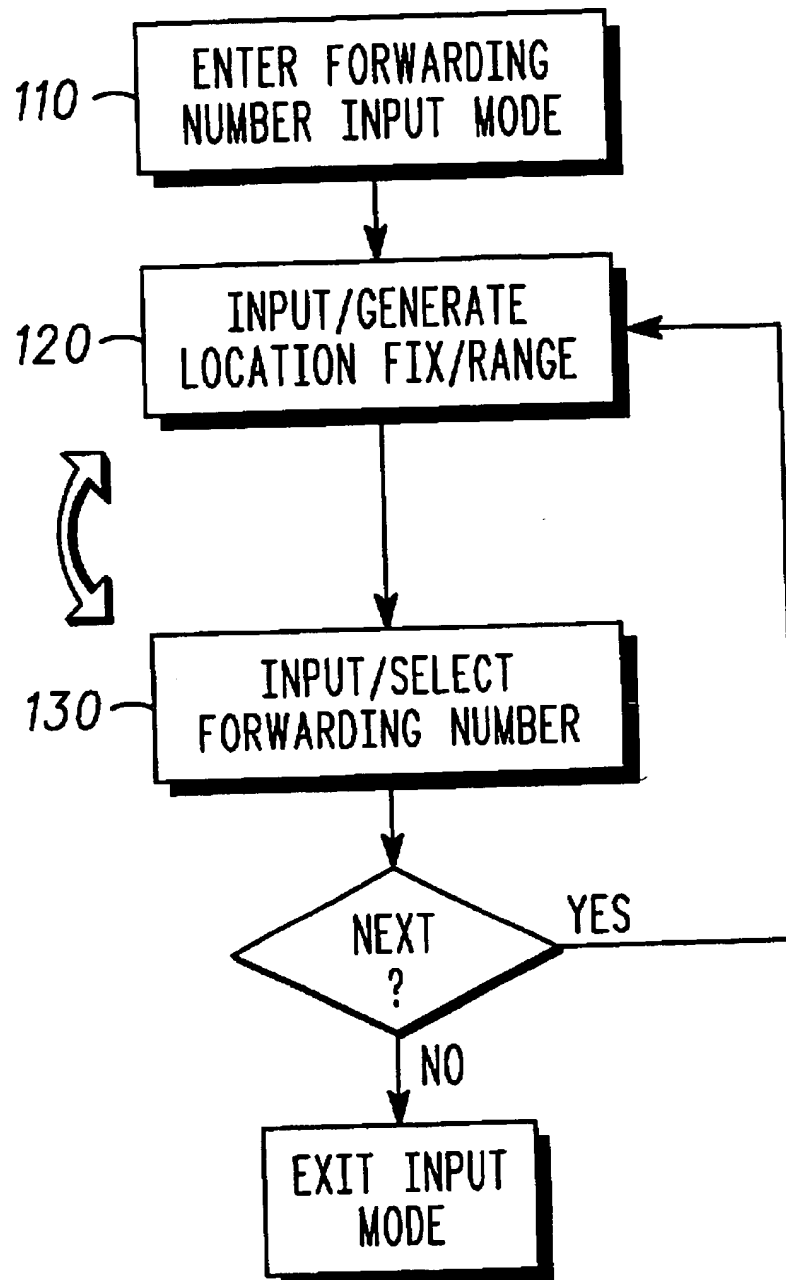 110
ENTER FORWARDING
NUMBER INPUT MODE
120
INPUT/GENERATE
LOCATION FIX/RANGE
130
INPUT/SELECT
FORWARDING NUMBER
NEXT
?
YES
NO
EXIT INPUT
MODE